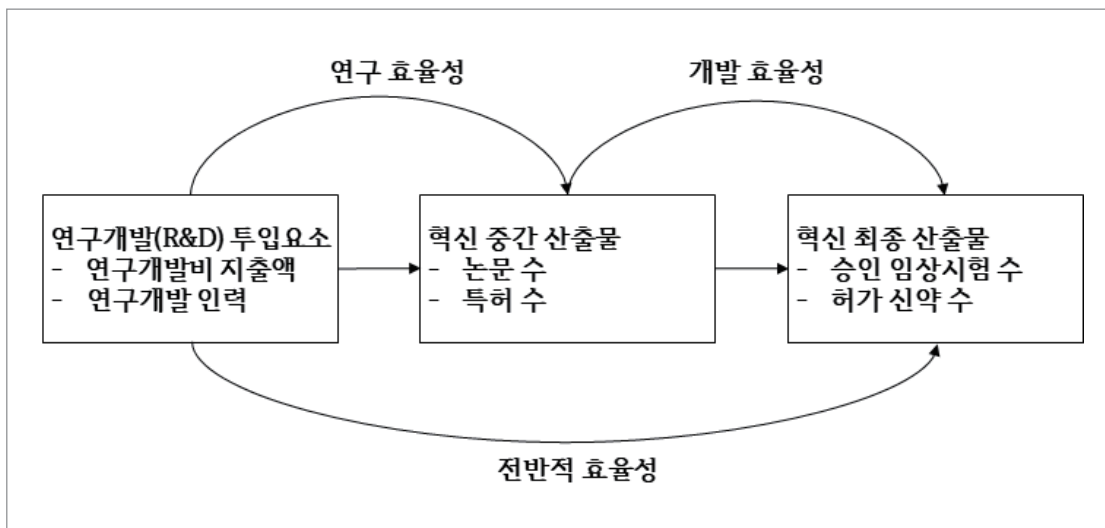 연구 효율성
개발 효율성
연구개발(R&D) 투입요소
- 연구개발비 지출액
- 연구개발 인력
혁신 중간 산출물
- 논문 수
- 특허 수
혁신 최종 산출물
- 승인 임상시험 수
- 허가 신약 수
전반적 효율성